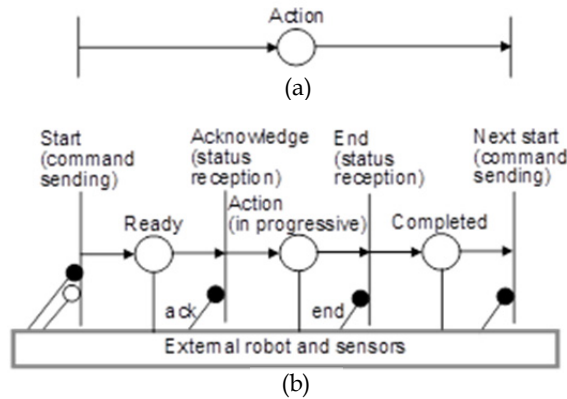 Action
(a)
Start
(command
sending)
Acknowledge
(status
reception)
End
(status
reception)
Next start
(command
sending)
Ready
Action
(in progressive)
Completed
ack
end
External robot and sensors
(b)